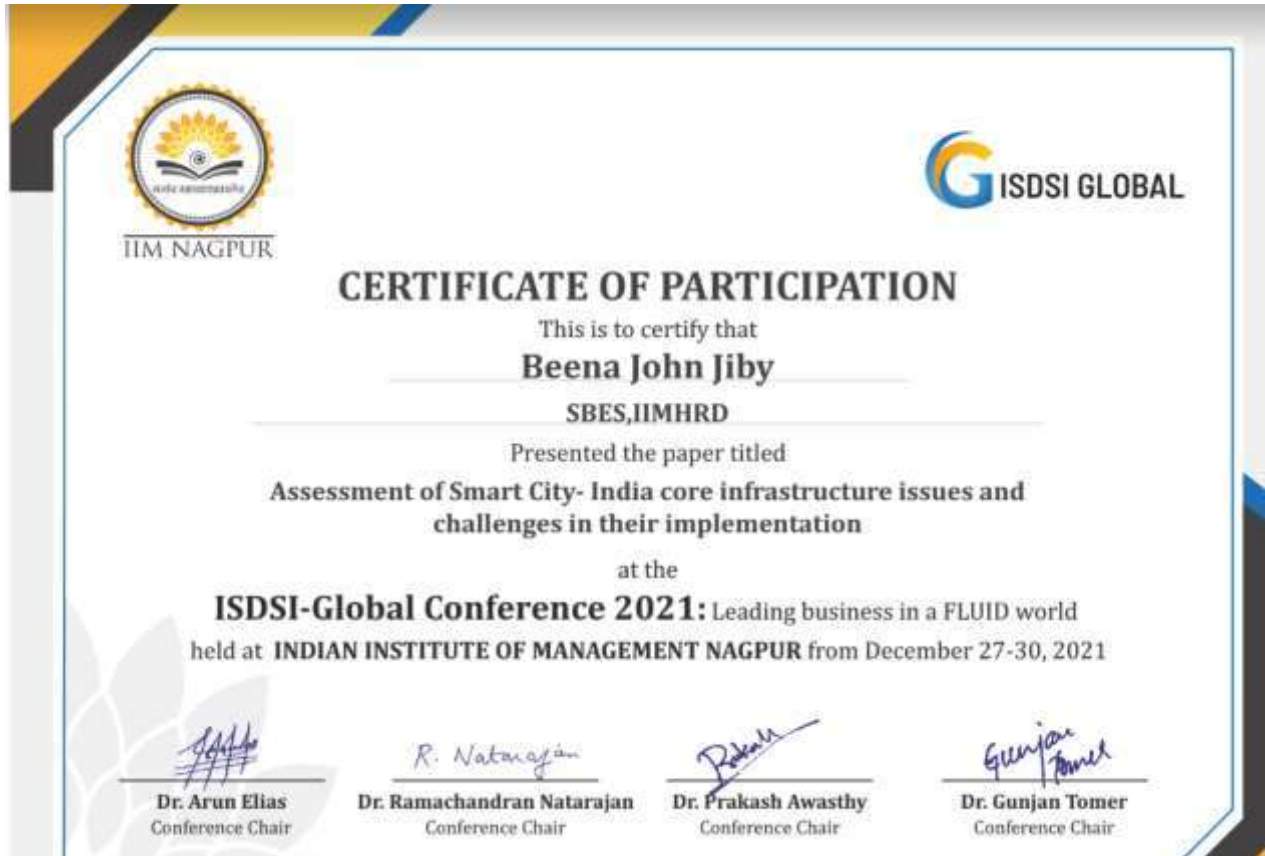 IIM NAGPUR
G ISDSI GLOBAL
CERTIFICATE OF PARTICIPATION
This is to certify that
Beena John Jiby
SBES,IIMHRD
Presented the paper titled
Assessment of Smart City- India core infrastructure issues and
challenges in their implementation
at the
ISDSI-Global Conference 2021: Leading business in a FLUID world
held at INDIAN INSTITUTE OF MANAGEMENT NAGPUR from December 27-30, 2021
R. Natarajan
Gunjan
Tomer
Dr. Arun Elias
Dr. Ramachandran Natarajan
Dr. Prakash Awasthy
Dr. Gunjan Tomer
Conference Chair
Conference Chair
Conference Chair
Conference Chair